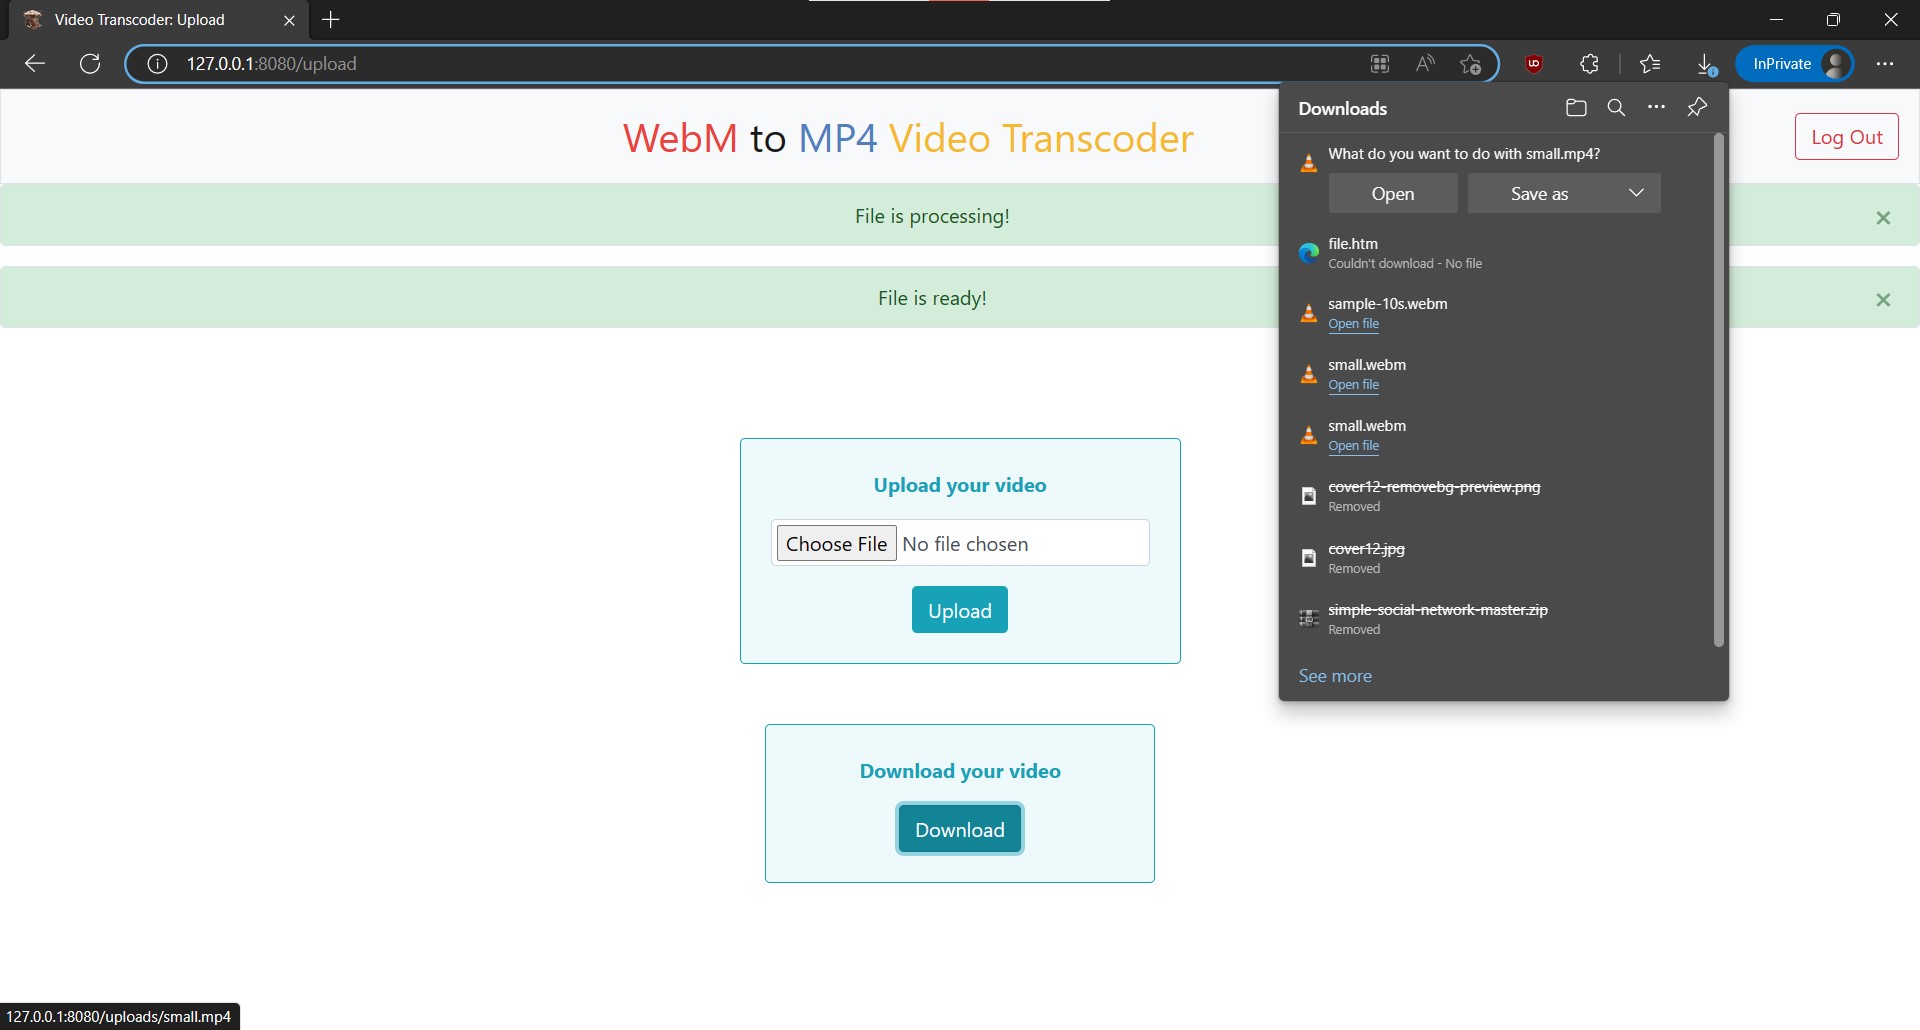 Video Transcoder: Upload
127.0.0.1:8080/upload
InPrivate
WebM to MP4 Video Transcoder
Log Out
File is processing!
File is ready!
Upload your video
Choose File No file chosen
Upload
Download your video
Download
Downloads
What do you want to do with small.mp4?
Open
Save as
file.htm
Couldn't download - No file
sample-10s.webm
Open file
small.webm
Open file
small.webm
Open file
cover12-removebg-preview.png
Removed
cover12.jpg
Removed
simple-social-network-master.zip
Removed
See more
127.0.0.1:8080/uploads/small.mp4